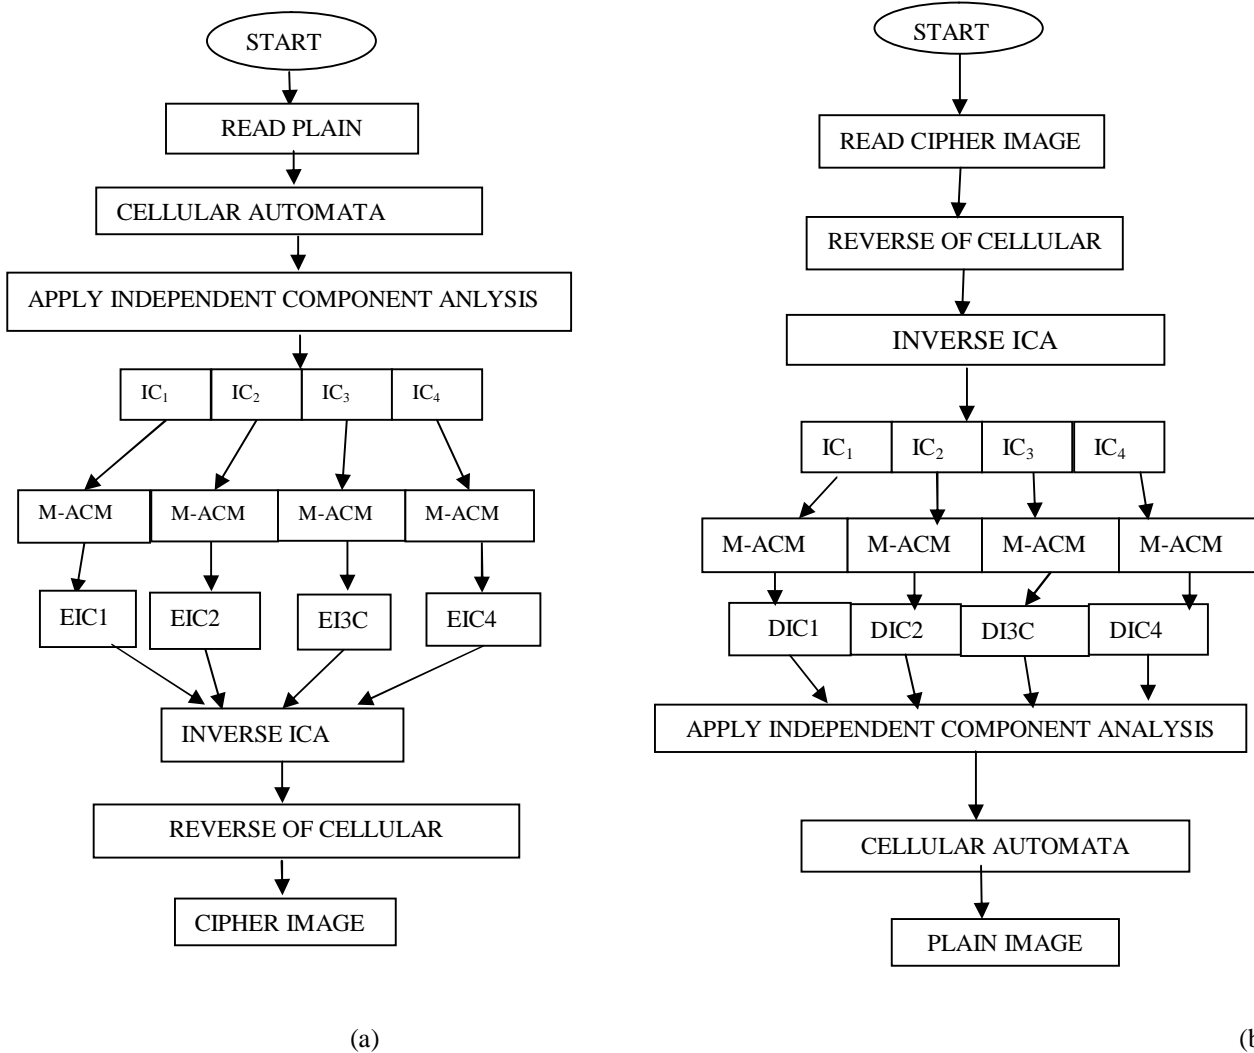 START
READ PLAIN
CELLULAR AUTOMATA
APPLY INDEPENDENT COMPONENT ANLYSIS
IC₁ IC₂ IC₃ IC₄
M-ACM M-ACM M-ACM M-ACM
EIC1 EIC2 EI3C EIC4
INVERSE ICA
REVERSE OF CELLULAR
CIPHER IMAGE
(a)
START
READ CIPHER IMAGE
REVERSE OF CELLULAR
INVERSE ICA
IC₁ IC₂ IC₃ IC₄
M-ACM M-ACM M-ACM M-ACM
DIC1 DIC2 DI3C DIC4
APPLY INDEPENDENT COMPONENT ANALYSIS
CELLULAR AUTOMATA
PLAIN IMAGE
(b